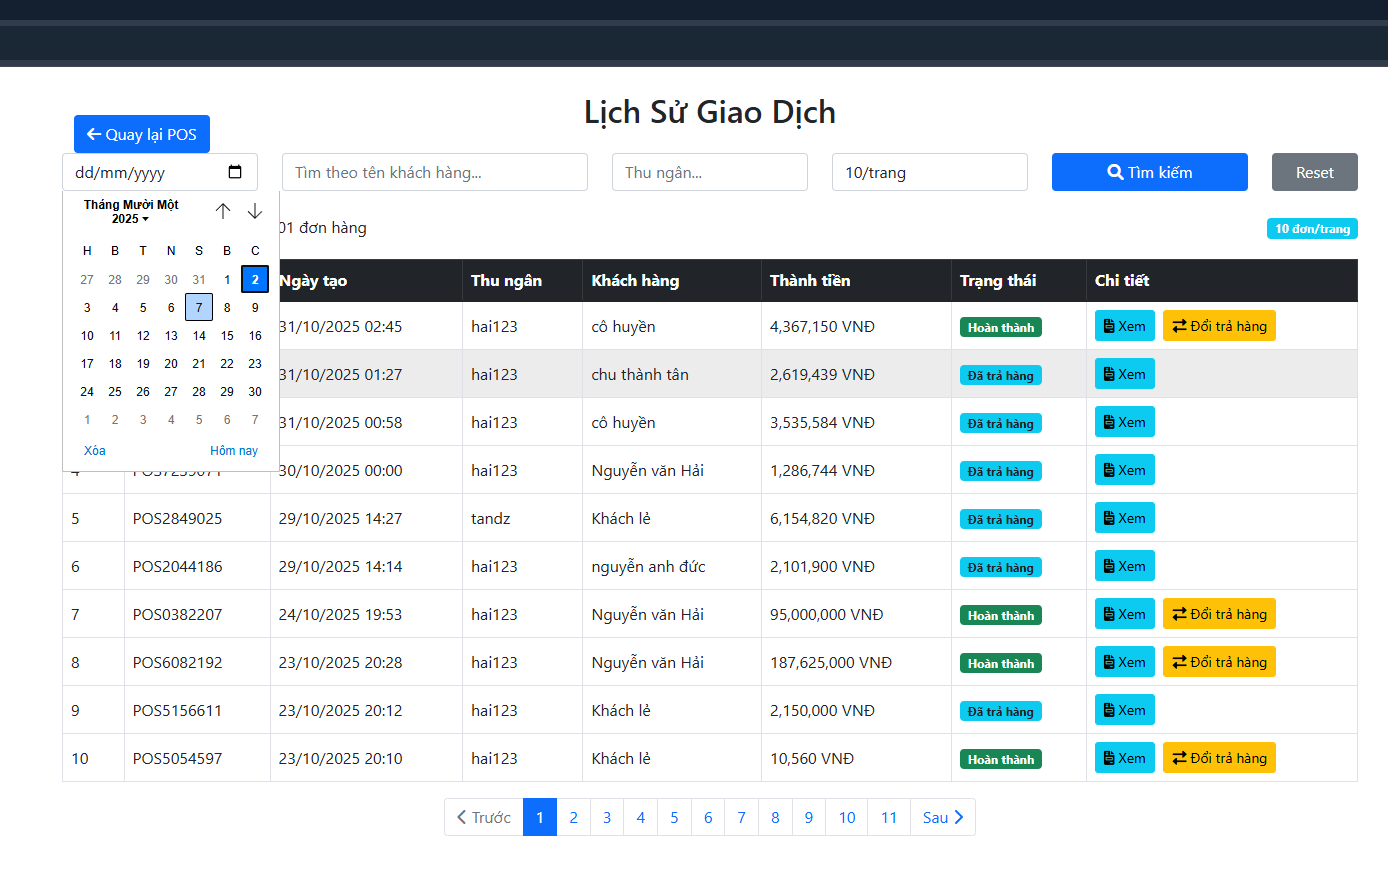 Lịch Sử Giao Dịch
Quay lại POS
dd/mm/yyyy Tìm theo tên khách hàng... Thu ngân... 10/trang Tìm kiếm Reset
Tháng Mười Một
2025
01 đơn hàng 10 đơn/trang
H B T N S B C
27 28 29 30 31 1 2
3 4 5 6 7 8 9
10 11 12 13 14 15 16
17 18 19 20 21 22 23
24 25 26 27 28 29 30
1 2 3 4 5 6 7
Xóa Hôm nay
Ngày tạo Thu ngân Khách hàng Thành tiền Trạng thái Chi tiết
31/10/2025 02:45 hai123 cô huyền 4,367,150 VNĐ Hoàn thành Xem Đổi trả hàng
31/10/2025 01:27 hai123 chu thành tân 2,619,439 VNĐ Đã trả hàng Xem
31/10/2025 00:58 hai123 cô huyền 3,535,584 VNĐ Đã trả hàng Xem
30/10/2025 00:00 hai123 Nguyễn văn Hải 1,286,744 VNĐ Đã trả hàng Xem
5 POS2849025 29/10/2025 14:27 tandz Khách lẻ 6,154,820 VNĐ Đã trả hàng Xem
6 POS2044186 29/10/2025 14:14 hai123 nguyễn anh đức 2,101,900 VNĐ Đã trả hàng Xem
7 POS0382207 24/10/2025 19:53 hai123 Nguyễn văn Hải 95,000,000 VNĐ Hoàn thành Xem Đổi trả hàng
8 POS6082192 23/10/2025 20:28 hai123 Nguyễn văn Hải 187,625,000 VNĐ Hoàn thành Xem Đổi trả hàng
9 POS5156611 23/10/2025 20:12 hai123 Khách lẻ 2,150,000 VNĐ Đã trả hàng Xem
10 POS5054597 23/10/2025 20:10 hai123 Khách lẻ 10,560 VNĐ Hoàn thành Xem Đổi trả hàng
Trước 1 2 3 4 5 6 7 8 9 10 11 Sau